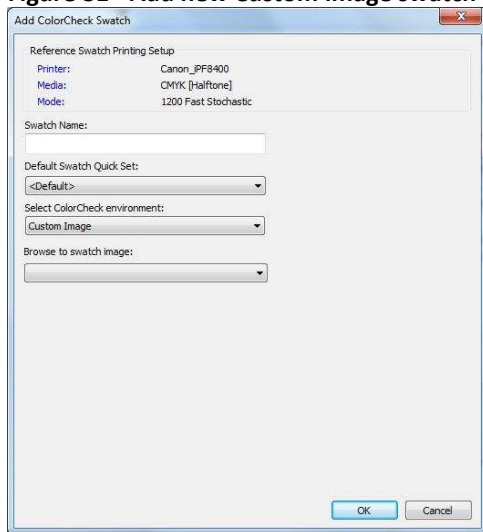 Add ColorCheck Swatch
Reference Swatch Printing Setup
Printer: Canon_iPF8400
Media: CMYK [Halftone]
Mode: 1200 Fast Stochastic
Swatch Name:
Default Swatch Quick Set:
<Default>
Select ColorCheck environment:
Custom Image
Browse to swatch image:
OK Cancel